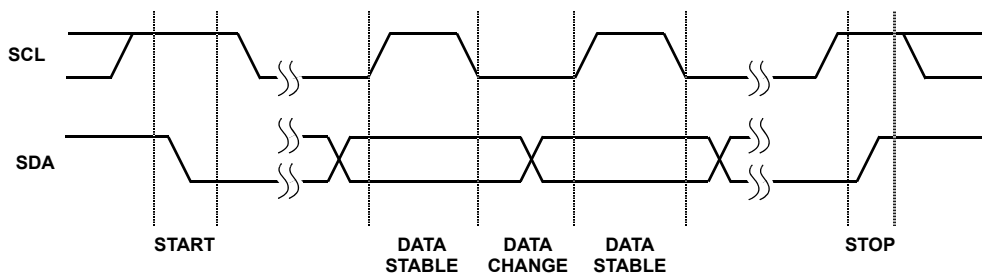 SCL
SDA
START
DATA
STABLE
DATA
CHANGE
DATA
STABLE
STOP